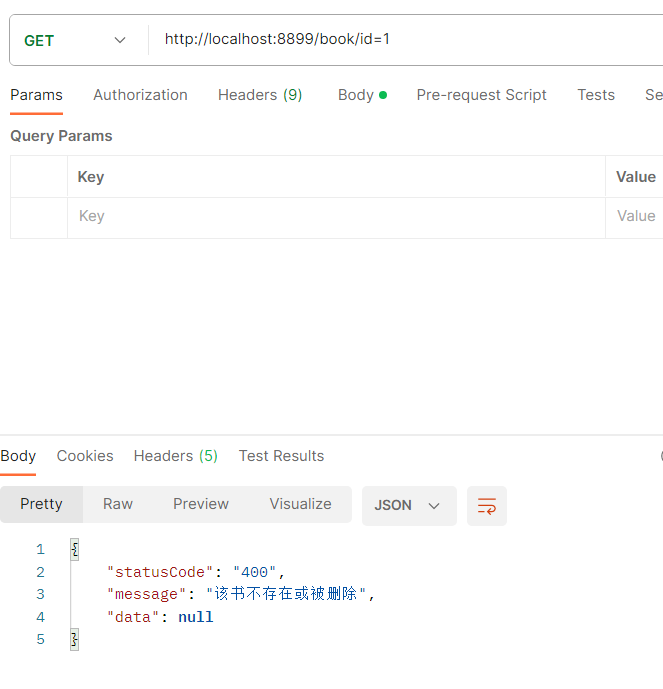 GET http://localhost:8899/book/id=1
Params Authorization Headers (9) Body Pre-request Script Tests Se
Query Params
Key Value
Key Value
Body Cookies Headers (5) Test Results
Pretty Raw Preview Visualize JSON
1 {
2 "statusCode": "400",
3 "message": "该书不存在或被删除",
4 "data": null
5 }